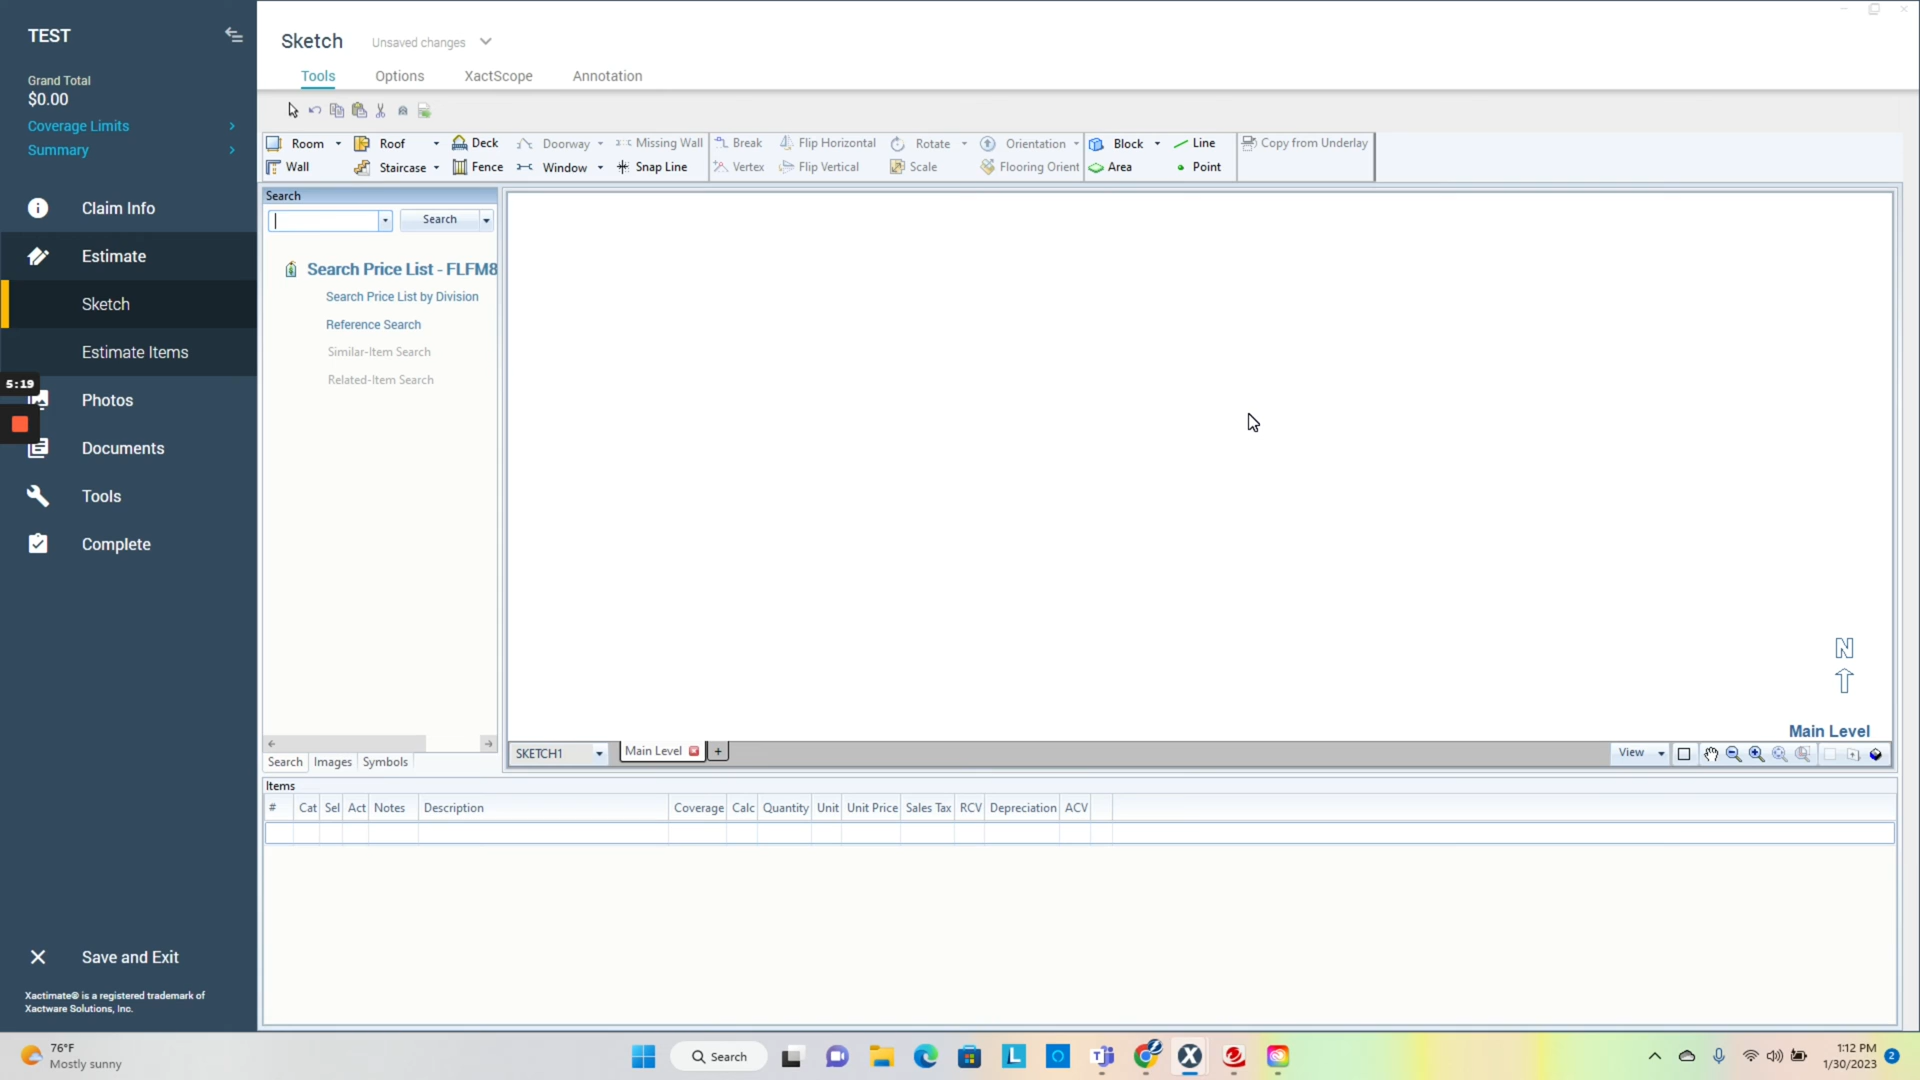 TEST
Grand Total
$0.00
Coverage Limits
Summary
Claim Info
Estimate
Sketch
Estimate Items
5:19
Photos
Documents
Tools
Complete
Save and Exit
Xactimate® is a registered trademark of
Xactware Solutions, Inc.
Sketch Unsaved changes
Tools Options XactScope Annotation
Room Roof Deck Doorway Missing Wall Break Flip Horizontal Rotate Orientation Block Line Copy from Underlay
Wall Staircase Fence Window Snap Line Vertex Flip Vertical Scale Flooring Orient Area Point
Search
Search
Search Price List - FLFM8
Search Price List by Division
Reference Search
Similar-Item Search
Related-Item Search
N
Main Level
SKETCH1 Main Level + View
Search Images Symbols
Items
# Cat Sel Act Notes Description Coverage Calc Quantity Unit Unit Price Sales Tax RCV Depreciation ACV
76°F
Mostly sunny
Search
L
1:12 PM
1/30/2023
2